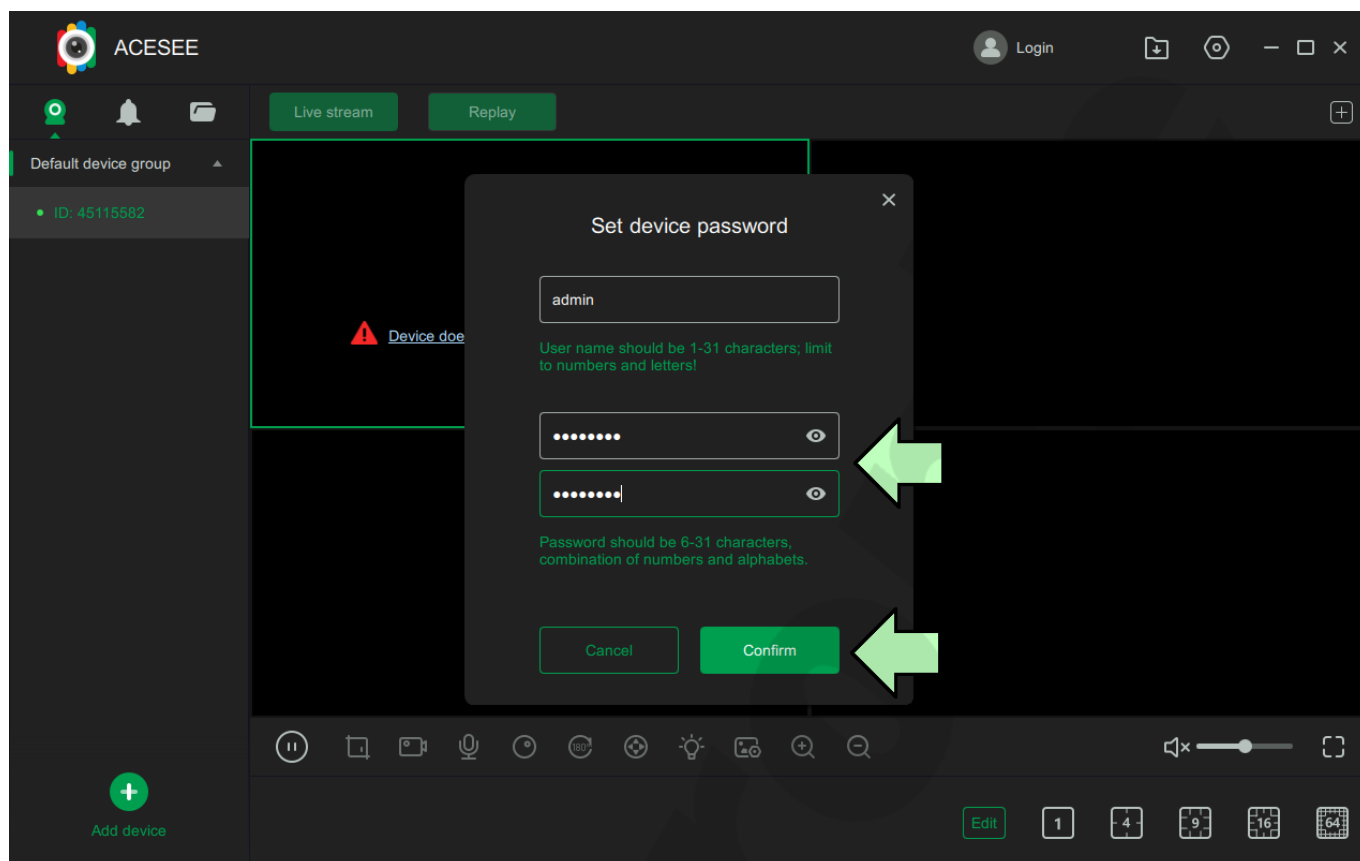 ACESEE
Login
Live stream
Replay
Default device group
ID: 45115582
Set device password
admin
Device doe
User name should be 1-31 characters; limit
to numbers and letters!
Password should be 6-31 characters,
combination of numbers and alphabets.
Cancel
Confirm
180°
Add device
Edit
1
4
9
16
64